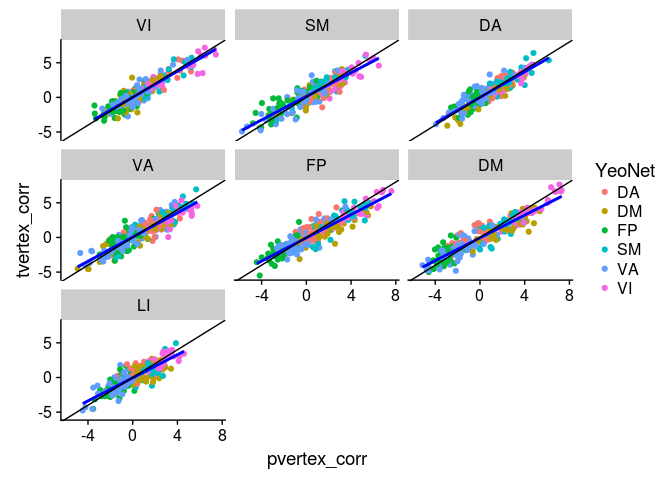 VI SM DA
5
0
-5
VA FP DM
5
0
-5
-4 0 4 8 -4 0 4 8
LI
5
0
-5
-4 0 4 8
pvertex_corr
tvertex_corr
YeoNet
DA
DM
FP
SM
VA
VI